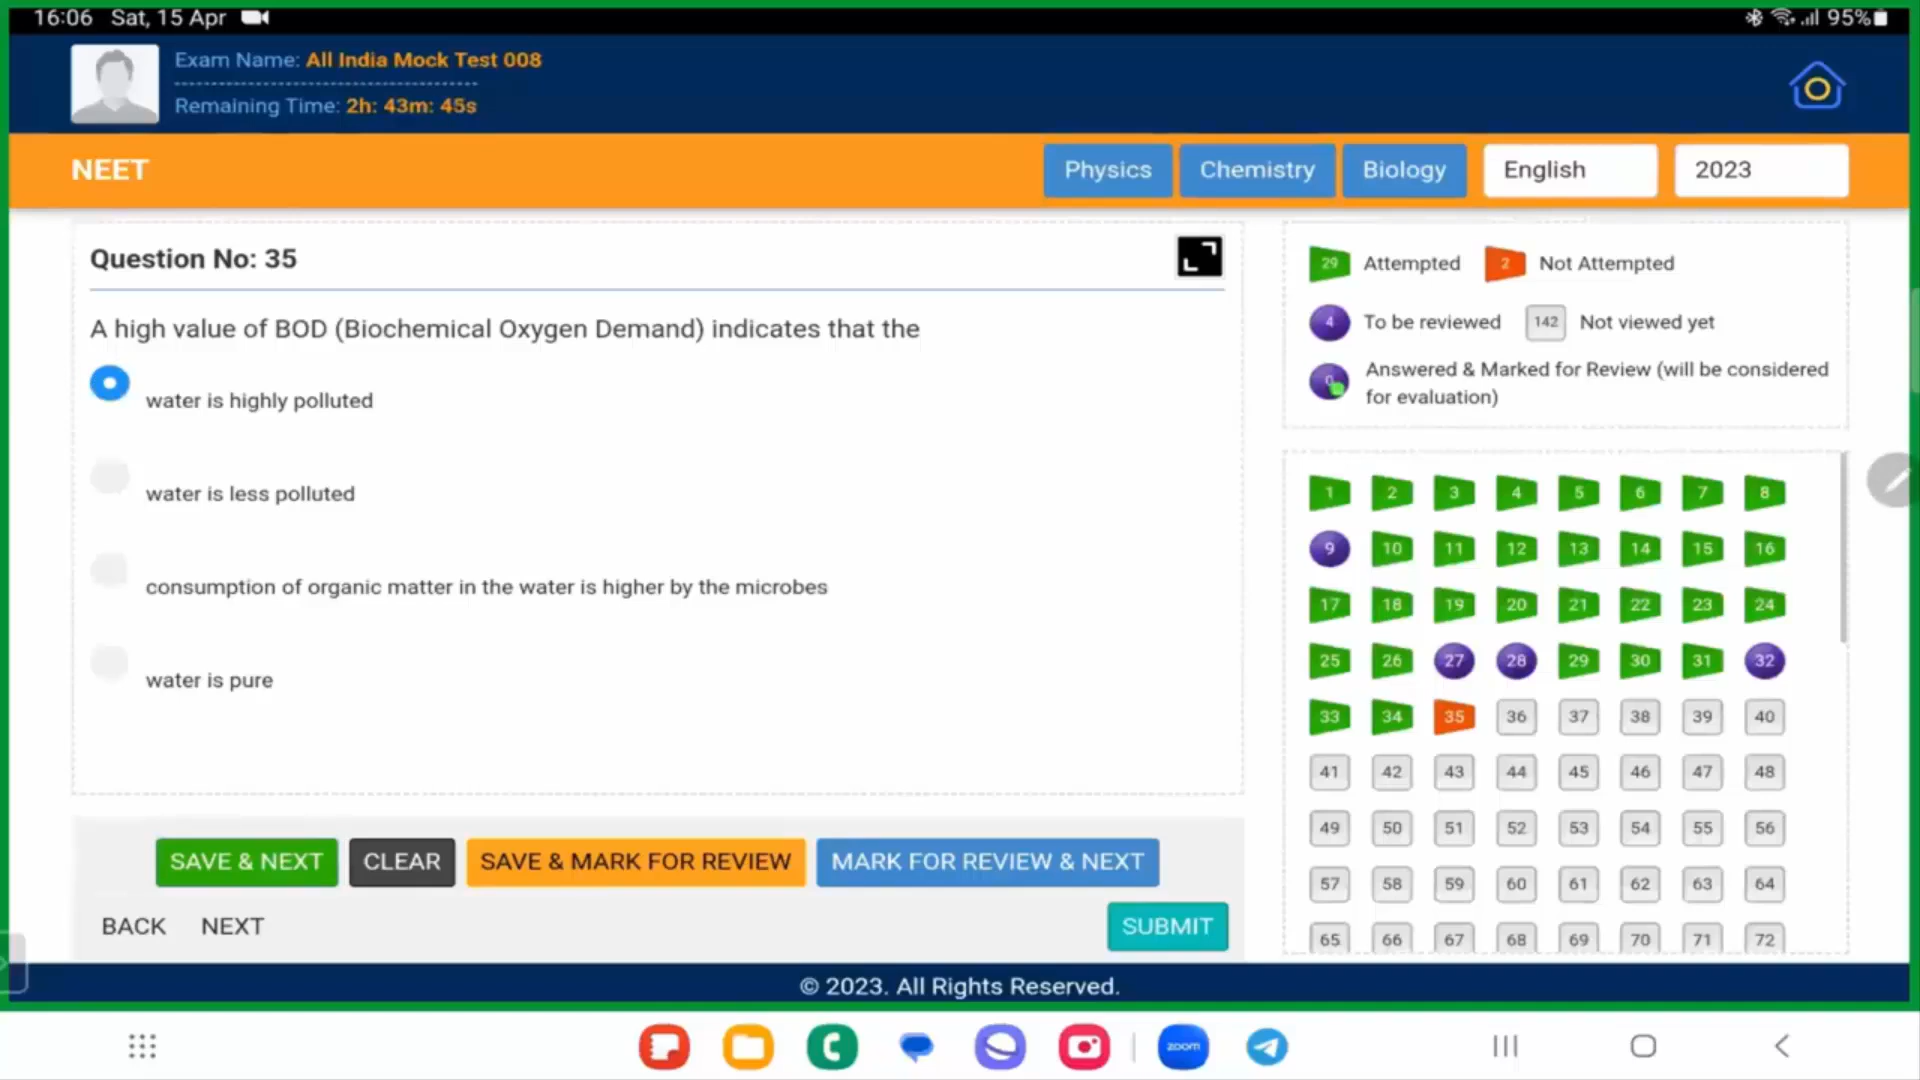 16:06 Sat, 15 Apr 95%
Exam Name: All India Mock Test 008
Remaining Time: 2h: 43m: 45s
NEET Physics Chemistry Biology English 2023
Question No: 35
A high value of BOD (Biochemical Oxygen Demand) indicates that the
water is highly polluted
water is less polluted
consumption of organic matter in the water is higher by the microbes
water is pure
SAVE & NEXT CLEAR SAVE & MARK FOR REVIEW MARK FOR REVIEW & NEXT
BACK NEXT SUBMIT
29 Attempted 2 Not Attempted
4 To be reviewed 142 Not viewed yet
0 Answered & Marked for Review (will be considered
for evaluation)
1 2 3 4 5 6 7 8
9 10 11 12 13 14 15 16
17 18 19 20 21 22 23 24
25 26 27 28 29 30 31 32
33 34 35 36 37 38 39 40
41 42 43 44 45 46 47 48
49 50 51 52 53 54 55 56
57 58 59 60 61 62 63 64
65 66 67 68 69 70 71 72
© 2023. All Rights Reserved.
zoom